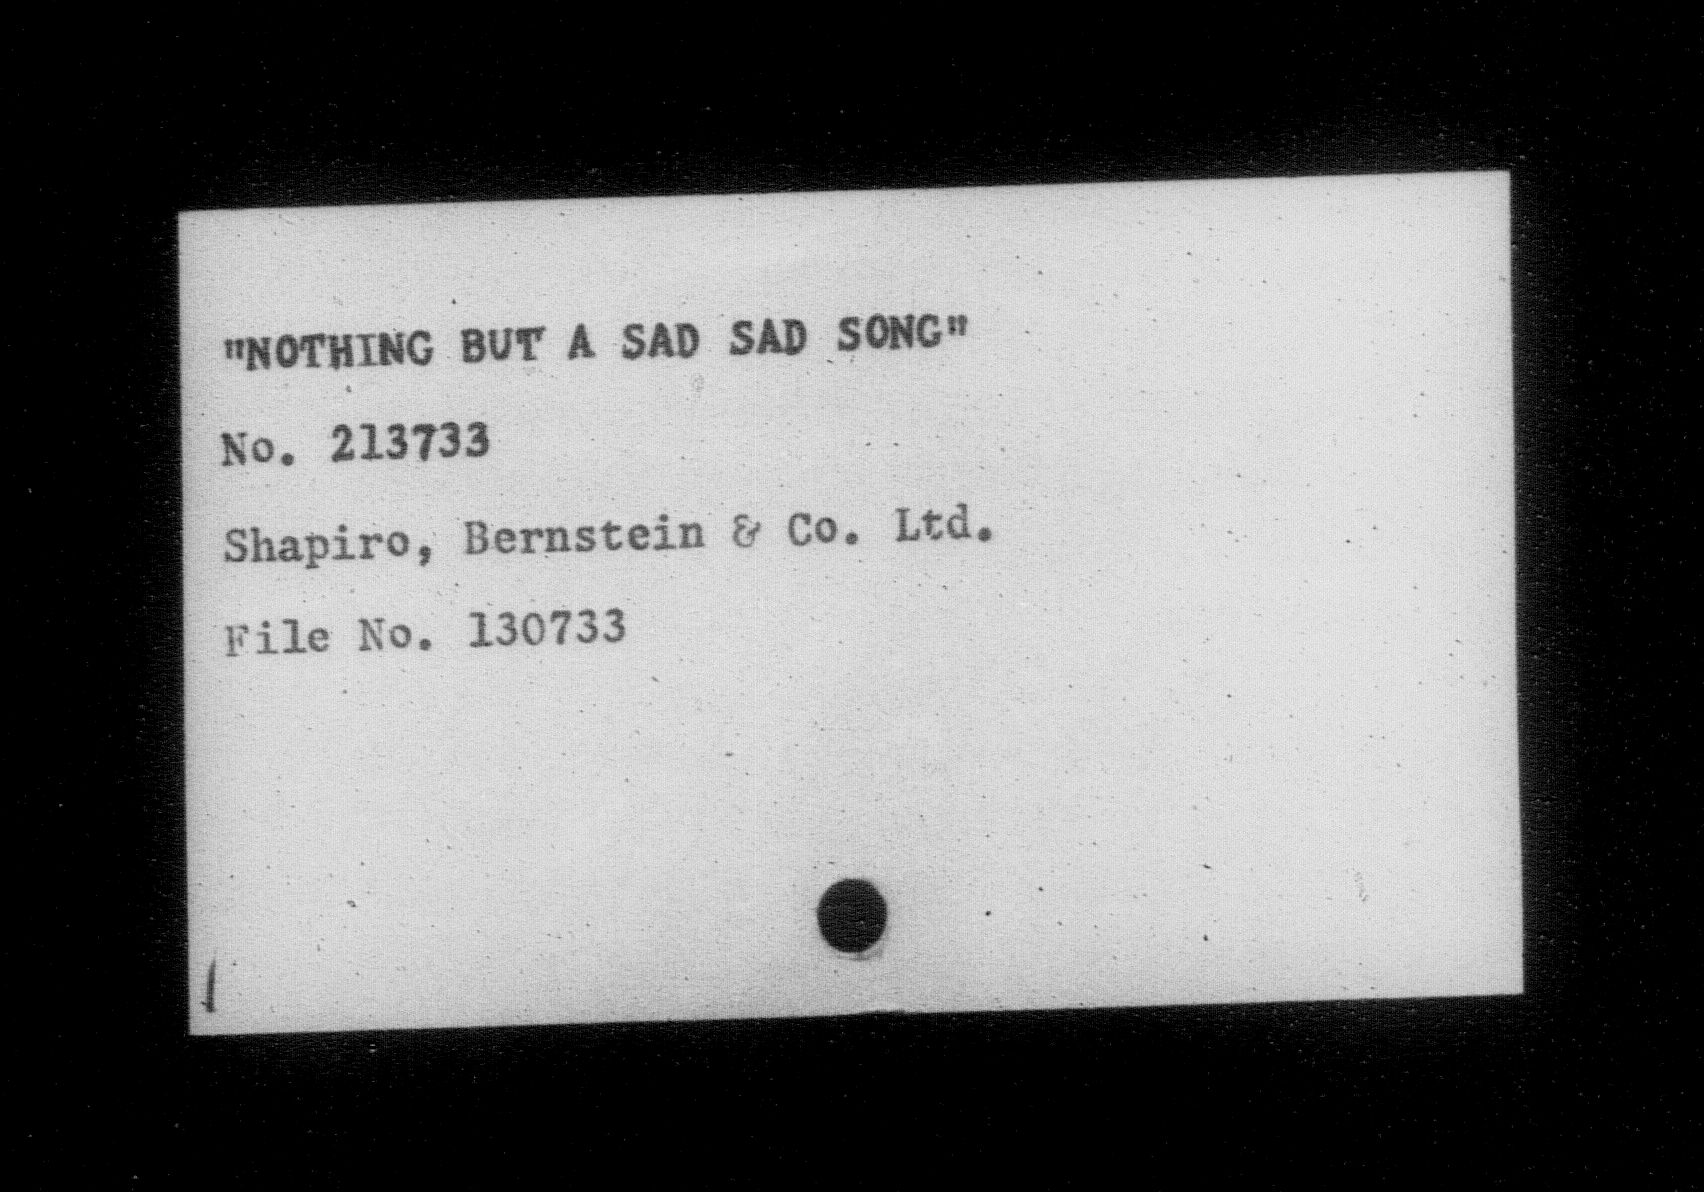 "NOTHING BUT A SAD SAD SONG"
No. 213733
Shapiro, Bernstein & Co. Ltd.
File No. 130733